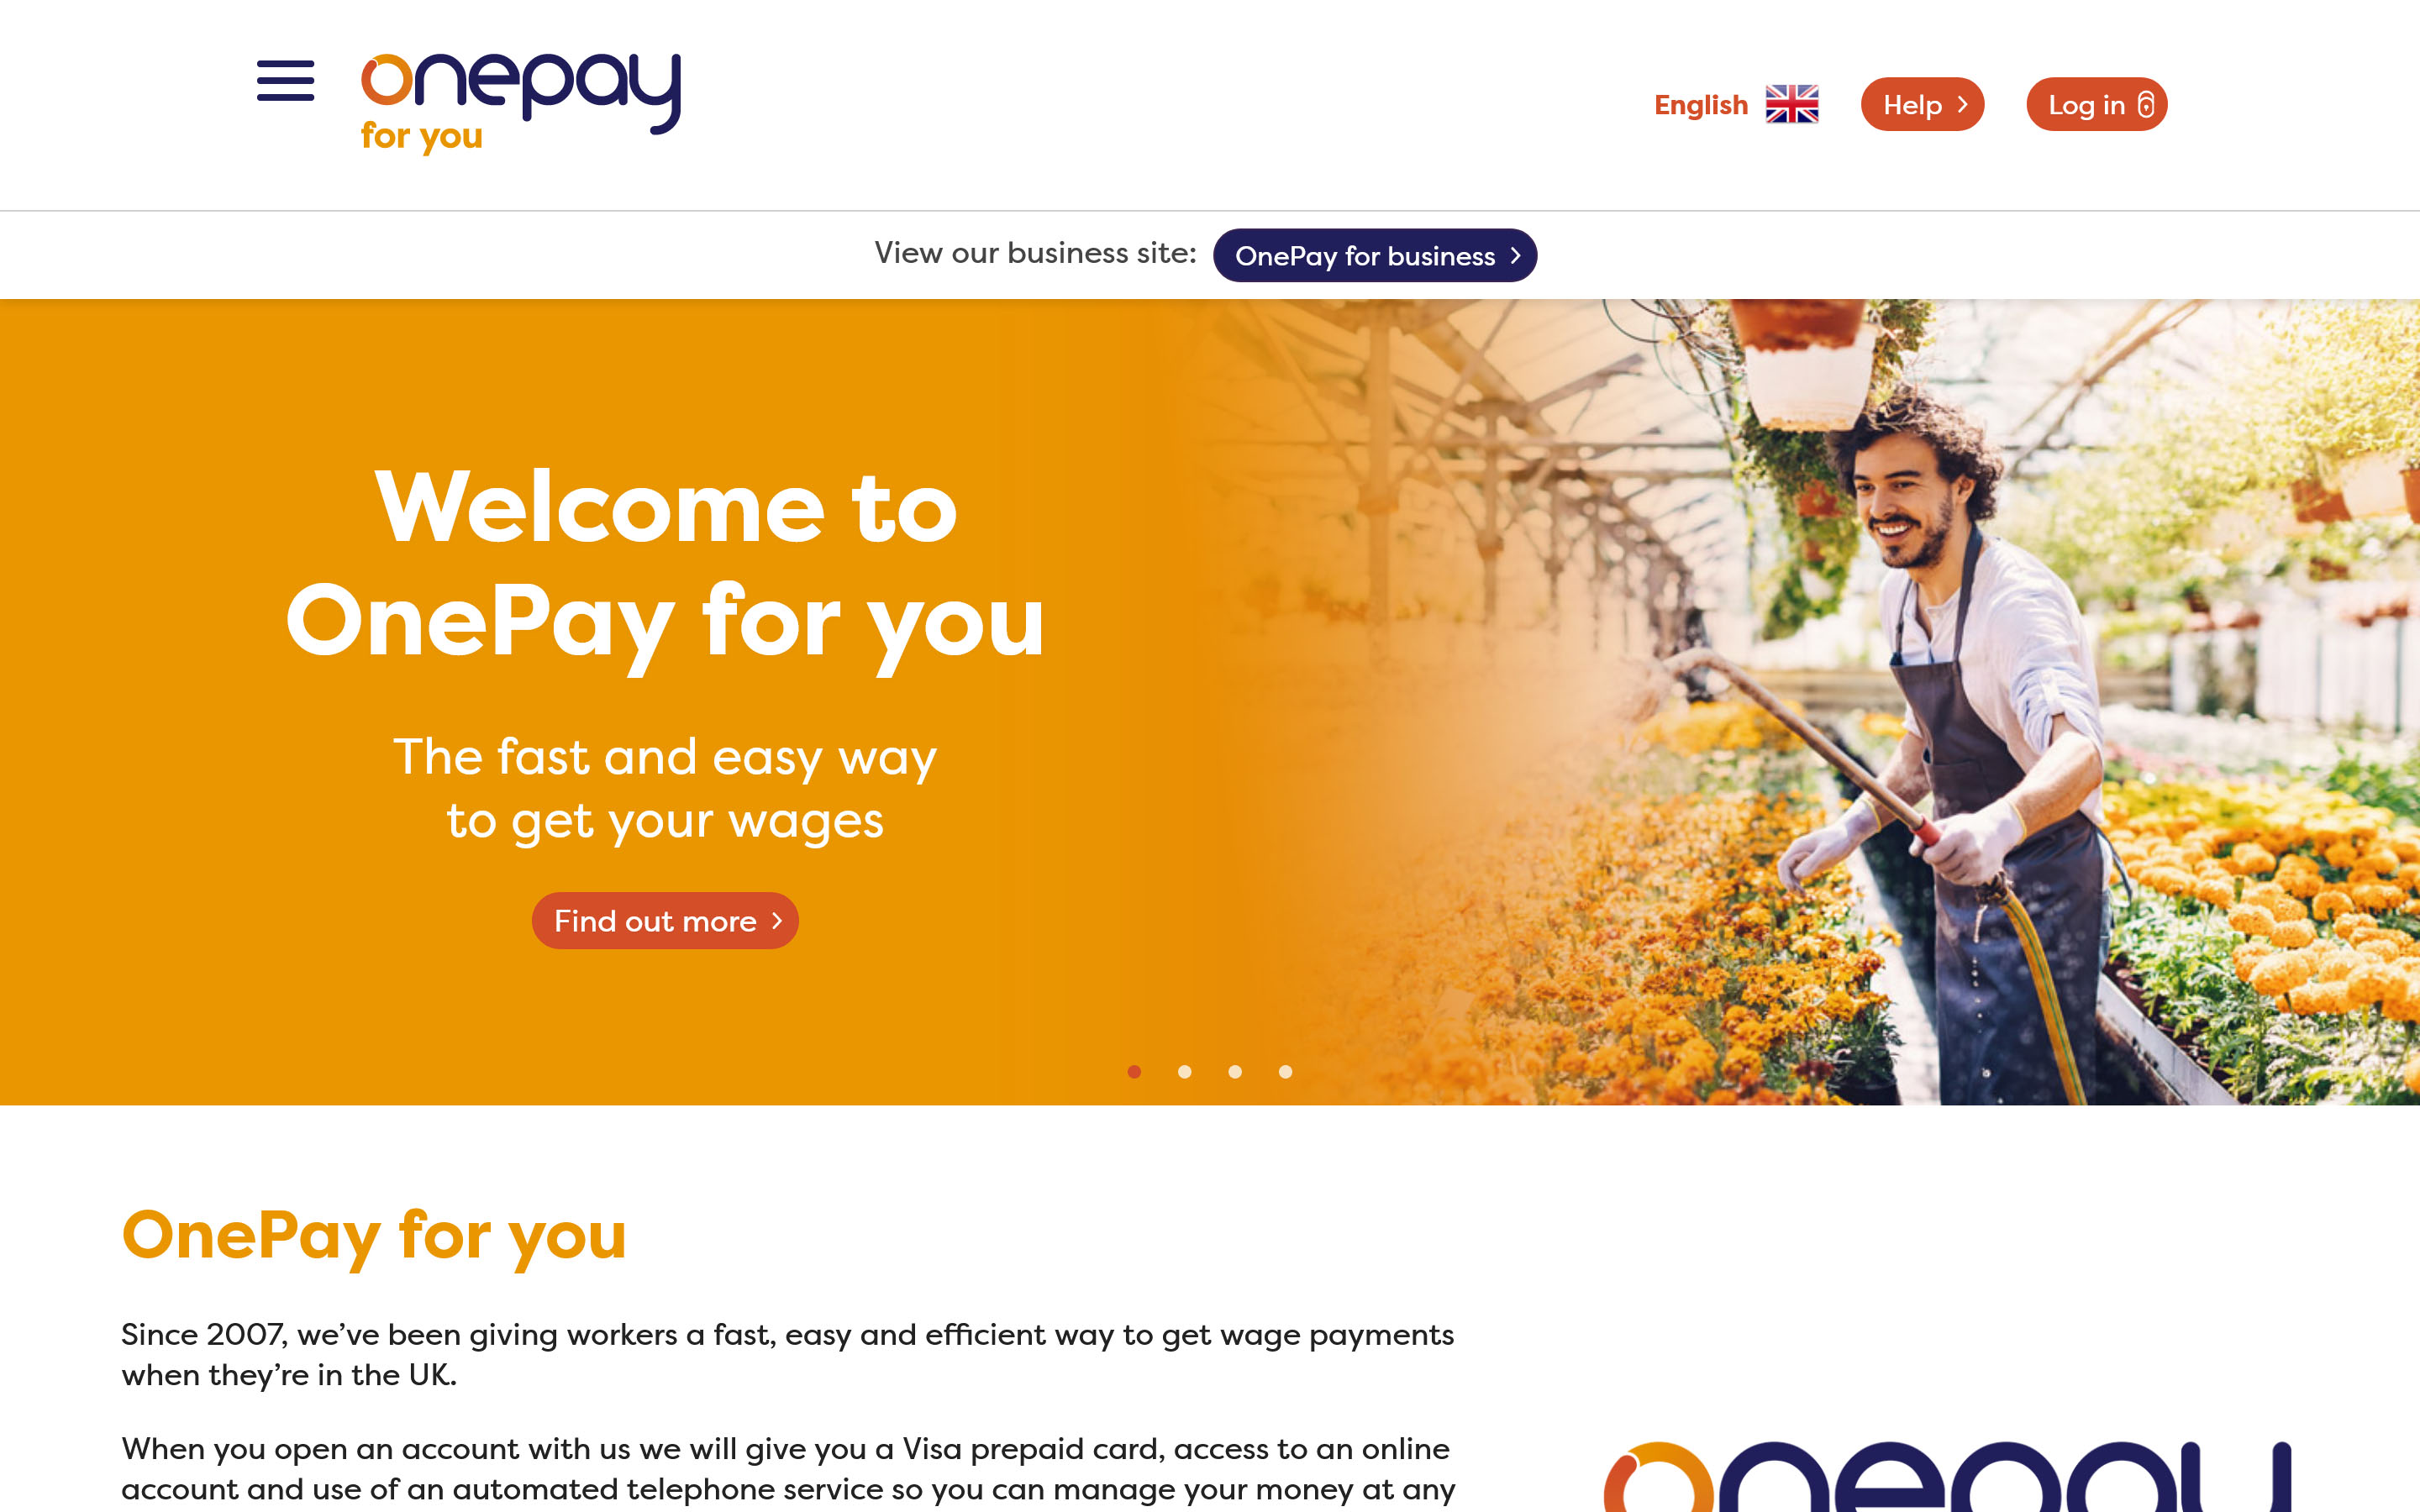 onepay
for you
English
Help
Log in
View our business site:
OnePay for business
Welcome to
OnePay for you
The fast and easy way
to get your wages
Find out more
OnePay for you
Since 2007, we’ve been giving workers a fast, easy and efficient way to get wage payments
when they’re in the UK.
When you open an account with us we will give you a Visa prepaid card, access to an online
account and use of an automated telephone service so you can manage your money at any
onepay